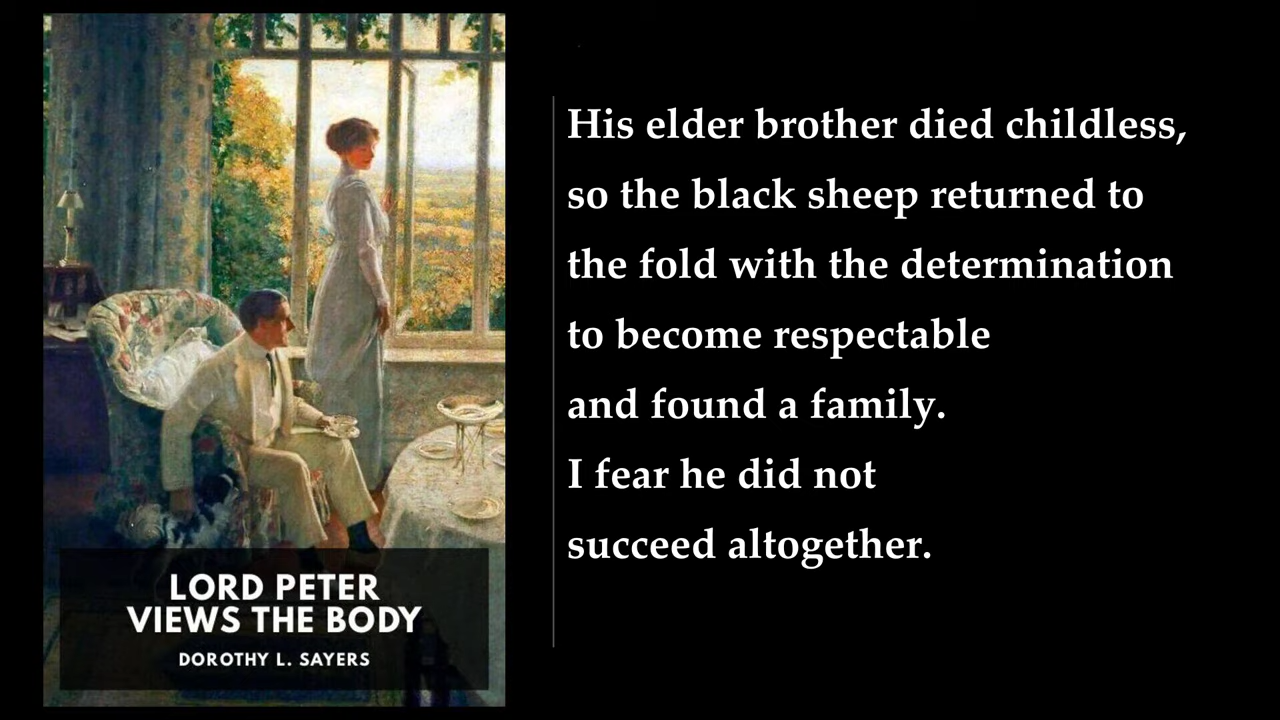 His elder brother died childless,
so the black sheep returned to
the fold with the determination
to become respectable
and found a family.
I fear he did not
succeed altogether.
LORD PETER
VIEWS THE BODY
DOROTHY L. SAYERS